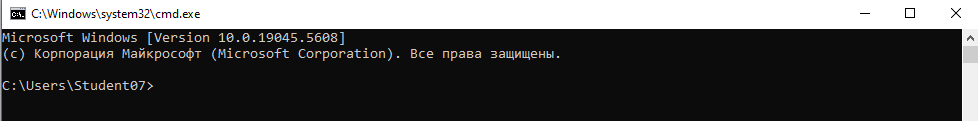 C:\Windows\system32\cmd.exe
Microsoft Windows [Version 10.0.19045.5608]
(c) Корпорация Майкрософт (Microsoft Corporation). Все права защищены.
C:\Users\Student07>